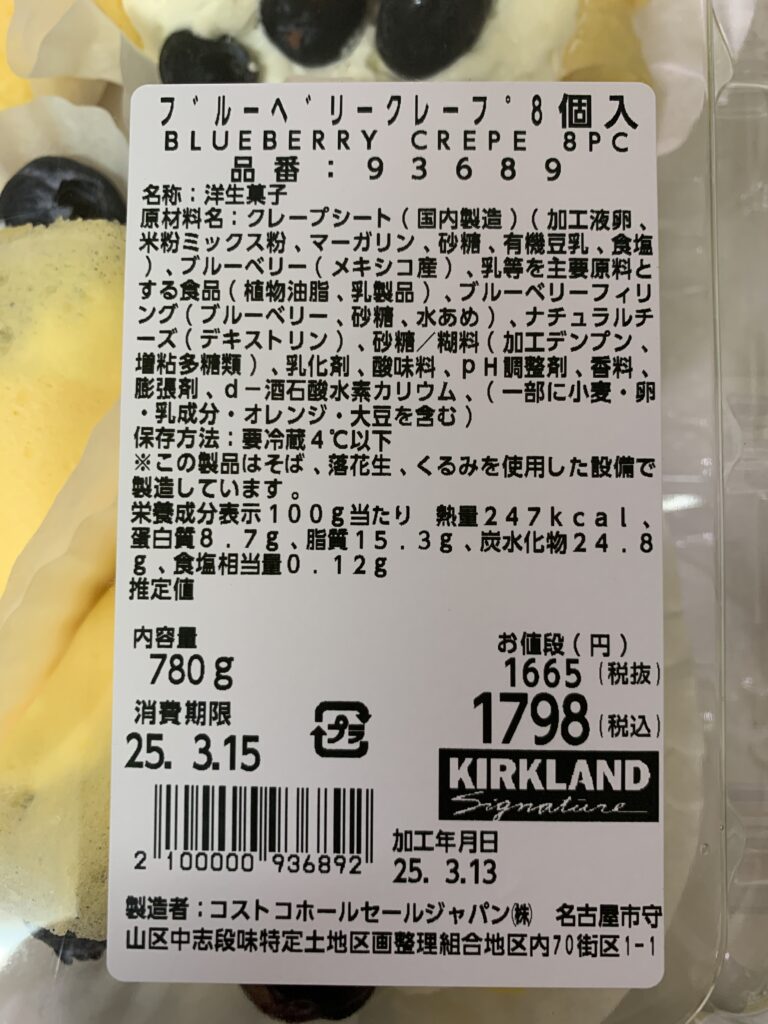 ブルーベリークレープ8個入
BLUEBERRY CREPE 8PC
品番:93689
名称:洋生菓子
原材料名:クレープシート(国内製造)(加工液卵、
米粉ミックス粉、マーガリン、砂糖、有機豆乳、食塩
)、ブルーベリー(メキシコ産)、乳等を主要原料と
する食品(植物油脂、乳製品)、ブルーベリーフィリ
ング(ブルーベリー、砂糖、水あめ)、ナチュラルチ
ーズ(デキストリン)、砂糖/糊料(加工デンプン、
増粘多糖類)、乳化剤、酸味料、pH調整剤、香料、
膨張剤、d-酒石酸水素カリウム、(一部に小麦・卵
・乳成分・オレンジ・大豆を含む)
保存方法:要冷蔵4℃以下
※この製品はそば、落花生、くるみを使用した設備で
製造しています。
栄養成分表示100g当たり 熱量247kcal、
蛋白質8.7g、脂質15.3g、炭水化物24.8
g、食塩相当量0.12g
推定値
内容量
780g
お値段(円)
1665(税抜)
1798(税込)
消費期限
25. 3.15
プラ
KIRKLAND
Signature
2 100000 936892
加工年月日
25. 3.13
製造者:コストコホールセールジャパン㈱ 名古屋市守
山区中志段味特定土地区画整理組合地区内70街区1-1